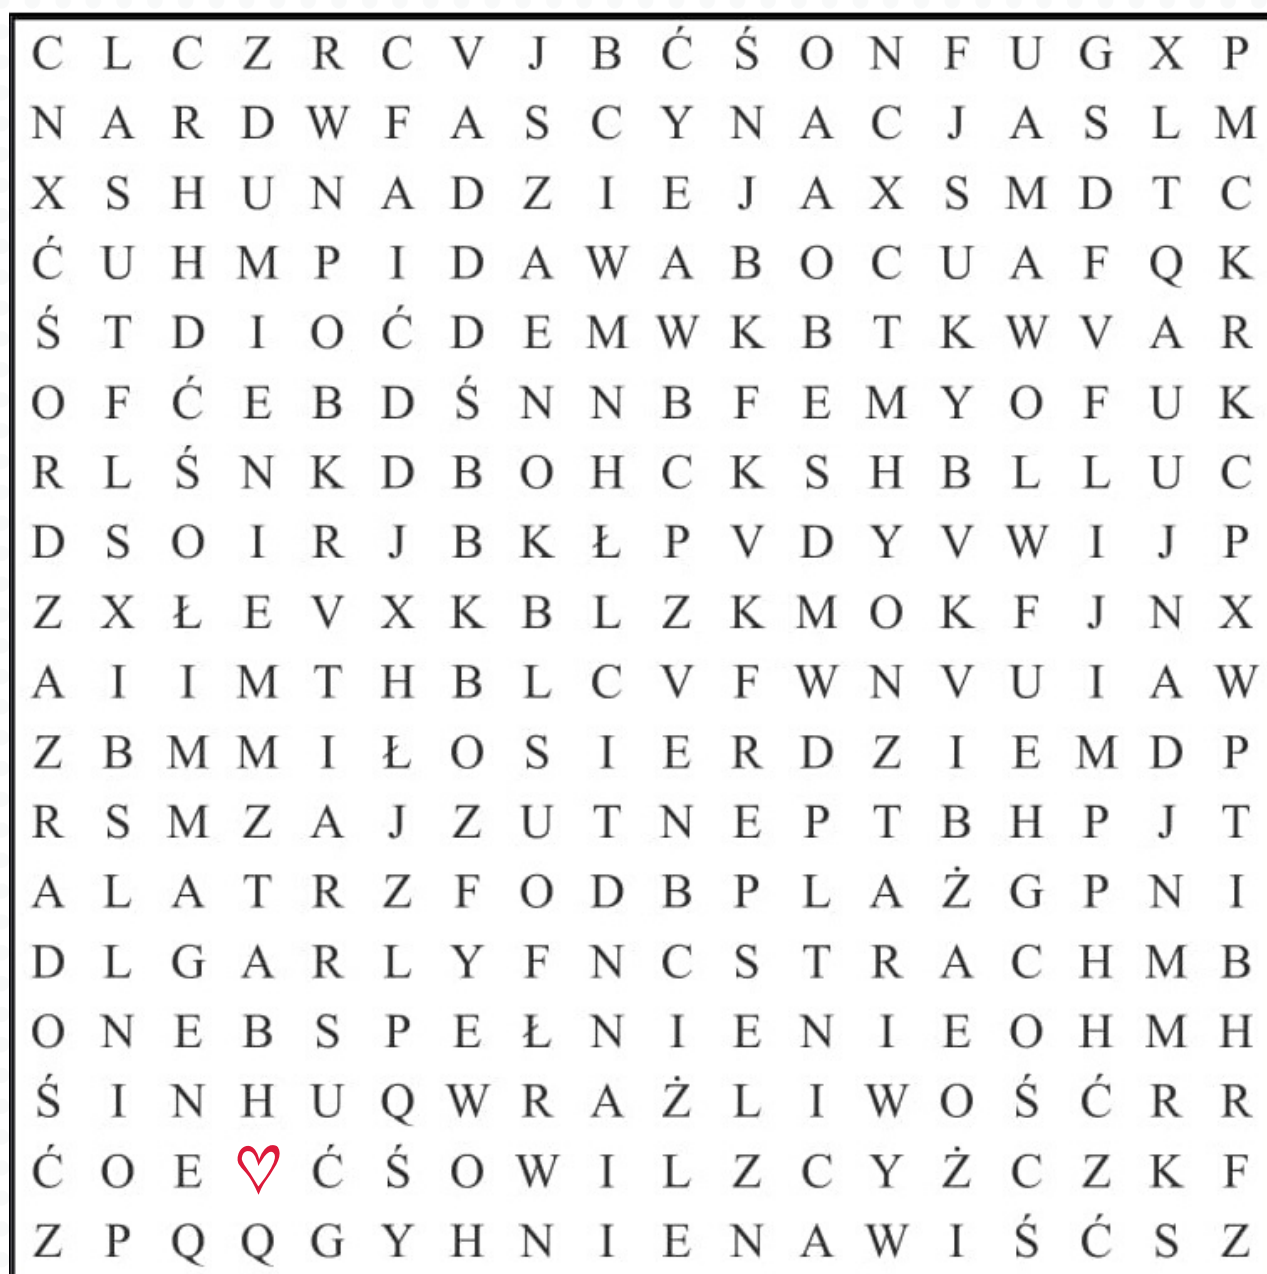 C L C Z R C V J B Ć Ś O N F U G X P
N A R D W F A S C Y N A C J A S L M
X S H U N A D Z I E J A X S M D T C
Ć U H M P I D A W A B O C U A F Q K
Ś T D I O Ć D E M W K B T K W V A R
O F Ć E B D Ś N N B F E M Y O F U K
R L Ś N K D B O H C K S H B L L U C
D S O I R J B K Ł P V D Y V W I J P
Z X Ł E V X K B L Z K M O K F J N X
A I I M T H B L C V F W N V U I A W
Z B M M I Ł O S I E R D Z I E M D P
R S M Z A J Z U T N E P T B H P J T
A L A T R Z F O D B P L A Ż G P N I
D L G A R L Y F N C S T R A C H M B
O N E B S P E Ł N I E N I E O H M H
Ś I N H U Q W R A Ż L I W O Ś Ć R R
Ć O E ♡ Ć Ś O W I L Z C Y Ż C Z K F
Z P Q Q G Y H N I E N A W I Ś Ć S Z